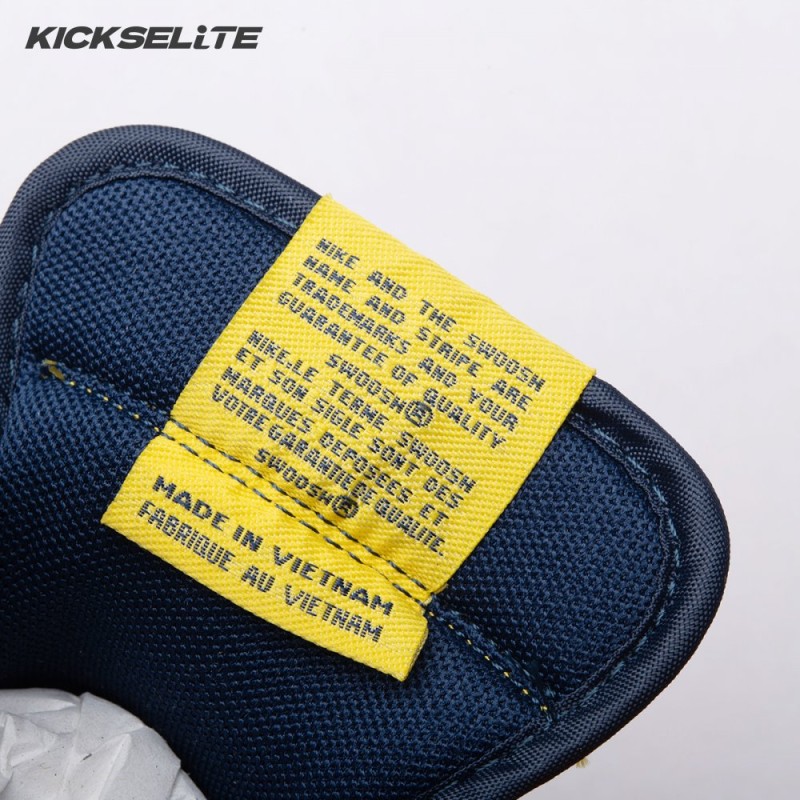 KICKSELiTE
NIKE AND THE SWOOSH
NAME AND STRIPE ARE
TRADEMARKS AND YOUR
GUARANTEE OF QUALITY
SWOOSH®
NIKE.LE TERME SWOOSH
ET SON SIGLE SONT DES
MARQUES DEPOSEES ET
VOTRE GARANTIE DE QUALITE.
SWOOSH®
MADE IN VIETNAM
FABRIQUE AU VIETNAM